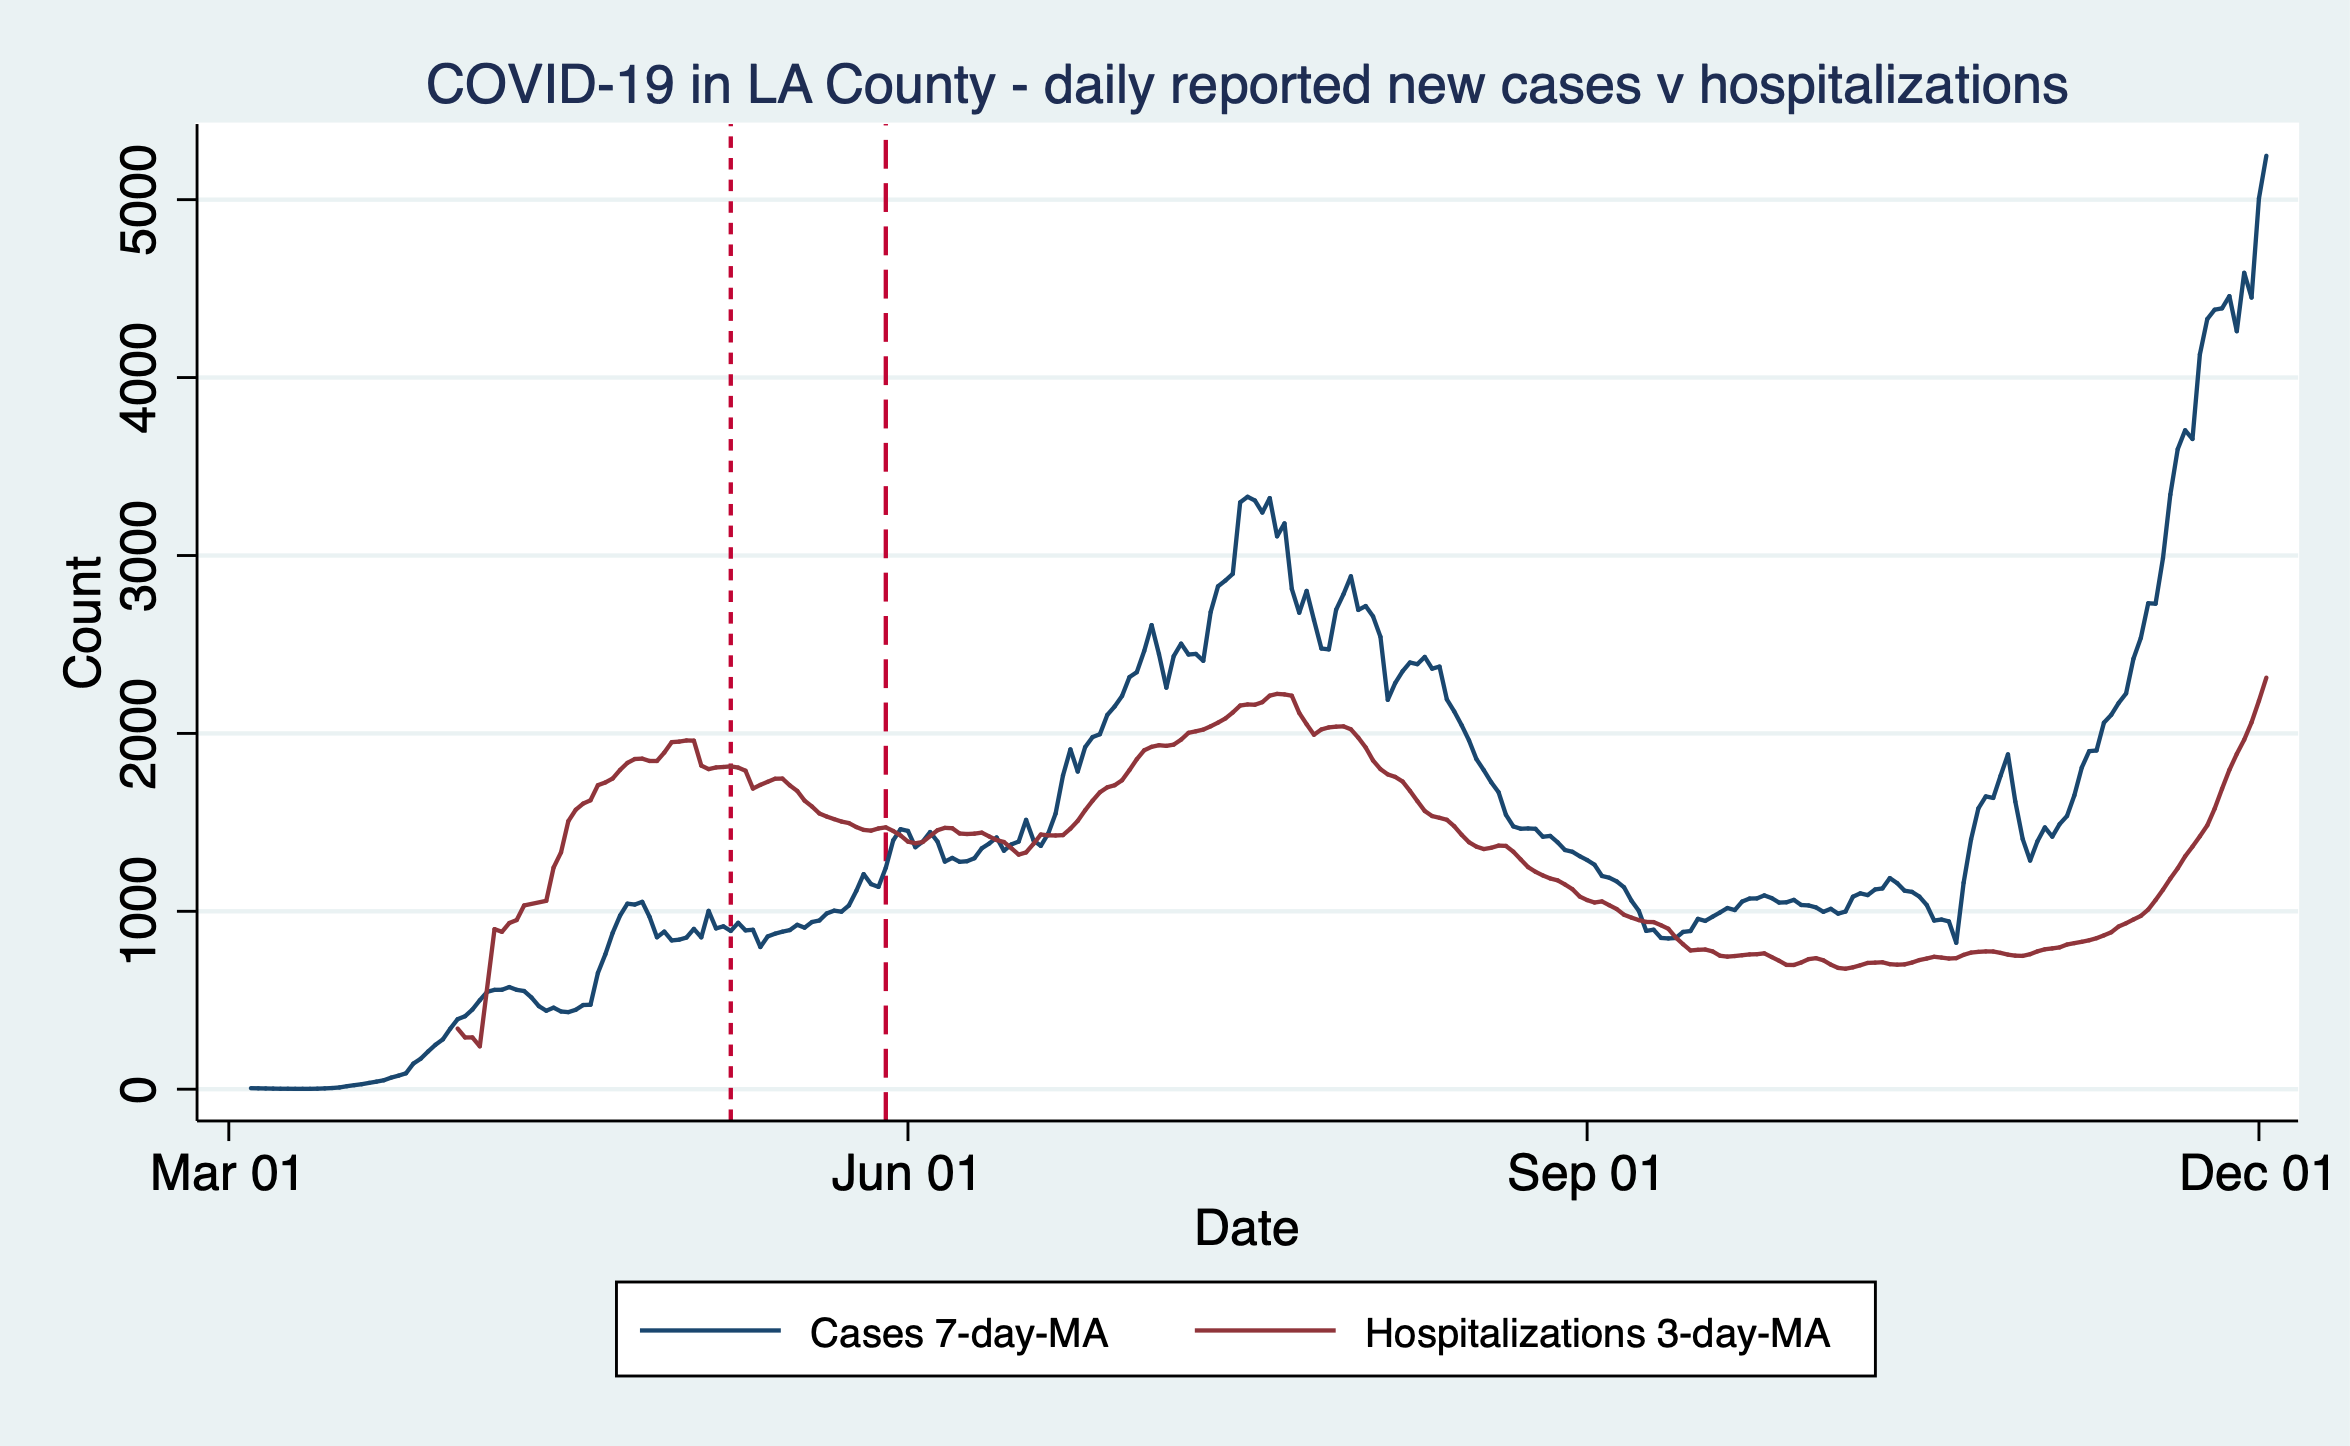 COVID-19 in LA County - daily reported new cases v hospitalizations
Count
5000
4000
3000
2000
1000
0
Mar 01 Jun 01 Sep 01 Dec 01
Date
Cases 7-day-MA Hospitalizations 3-day-MA